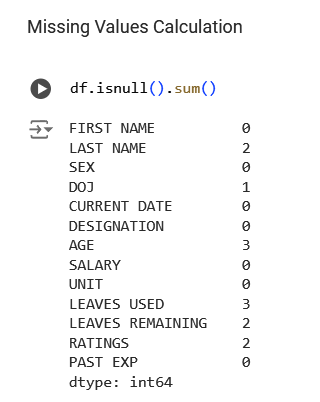 Missing Values Calculation
df.isnull().sum()
FIRST NAME 0
LAST NAME 2
SEX 0
DOJ 1
CURRENT DATE 0
DESIGNATION 0
AGE 3
SALARY 0
UNIT 0
LEAVES USED 3
LEAVES REMAINING 2
RATINGS 2
PAST EXP 0
dtype: int64